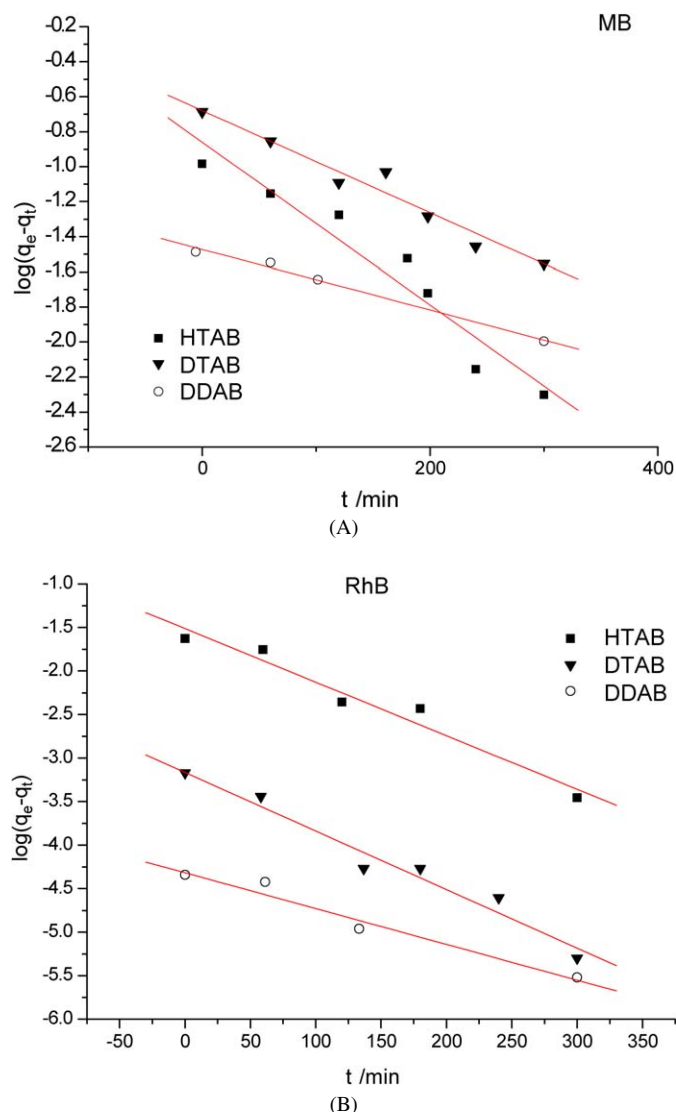 MB
-0.2
-0.4
-0.6
-0.8
-1.0
-1.2
-1.4
-1.6
-1.8
-2.0
-2.2
-2.4
-2.6
log(qe-qt)
HTAB
DTAB
DDAB
0 200 400
t /min
(A)
RhB
-1.0
-1.5
-2.0
-2.5
-3.0
-3.5
-4.0
-4.5
-5.0
-5.5
-6.0
log(qe-qt)
HTAB
DTAB
DDAB
-50 0 50 100 150 200 250 300 350
t /min
(B)